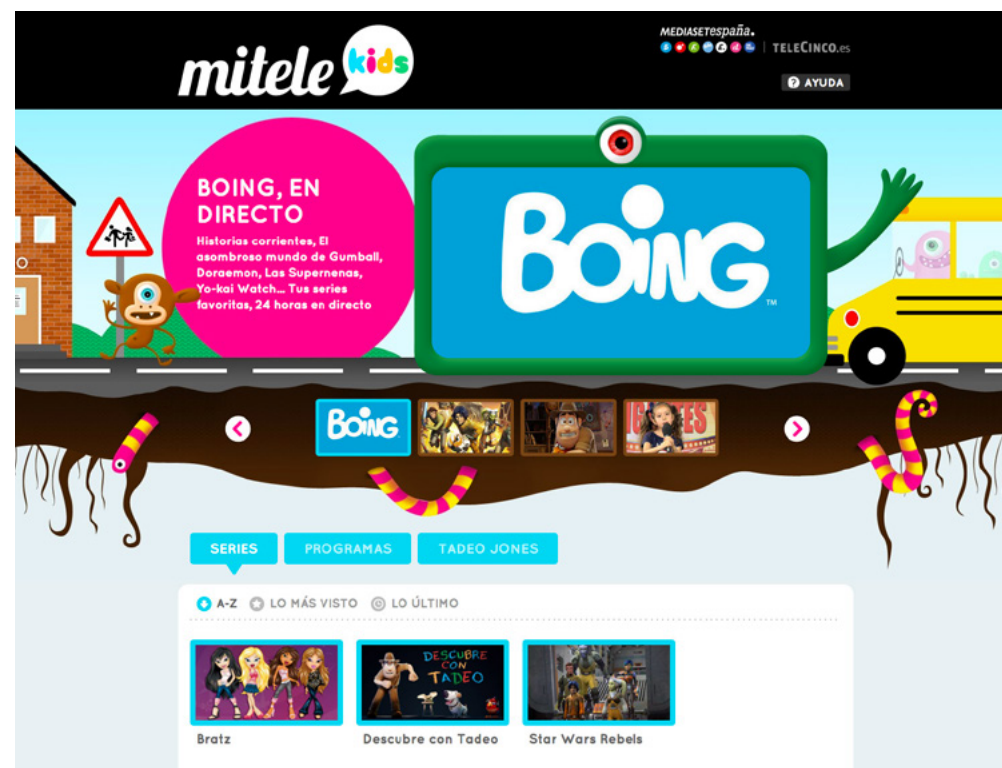 mitele kids
MEDIASETespaña.
TELECINCO.es
? AYUDA
BOING, EN
DIRECTO
Historias corrientes, El
asombroso mundo de Gumball,
Doraemon, Las Supernenas,
Yo-kai Watch... Tus series
favoritas, 24 horas en directo
BOING
TM
BOING
SERIES
PROGRAMAS
TADEO JONES
A-Z
LO MÁS VISTO
LO ÚLTIMO
DESCUBRE
CON
TADEO
Bratz
Descubre con Tadeo
Star Wars Rebels